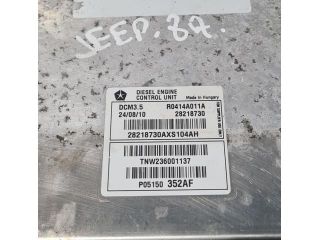 JEEP. 87.
DIESEL ENGINE
CONTROL UNIT
Made in Hungary
DCM3.5 R0414A011A
24/08/10 28218730
28218730AXS104AH
TNW236001137
P05150 352AF